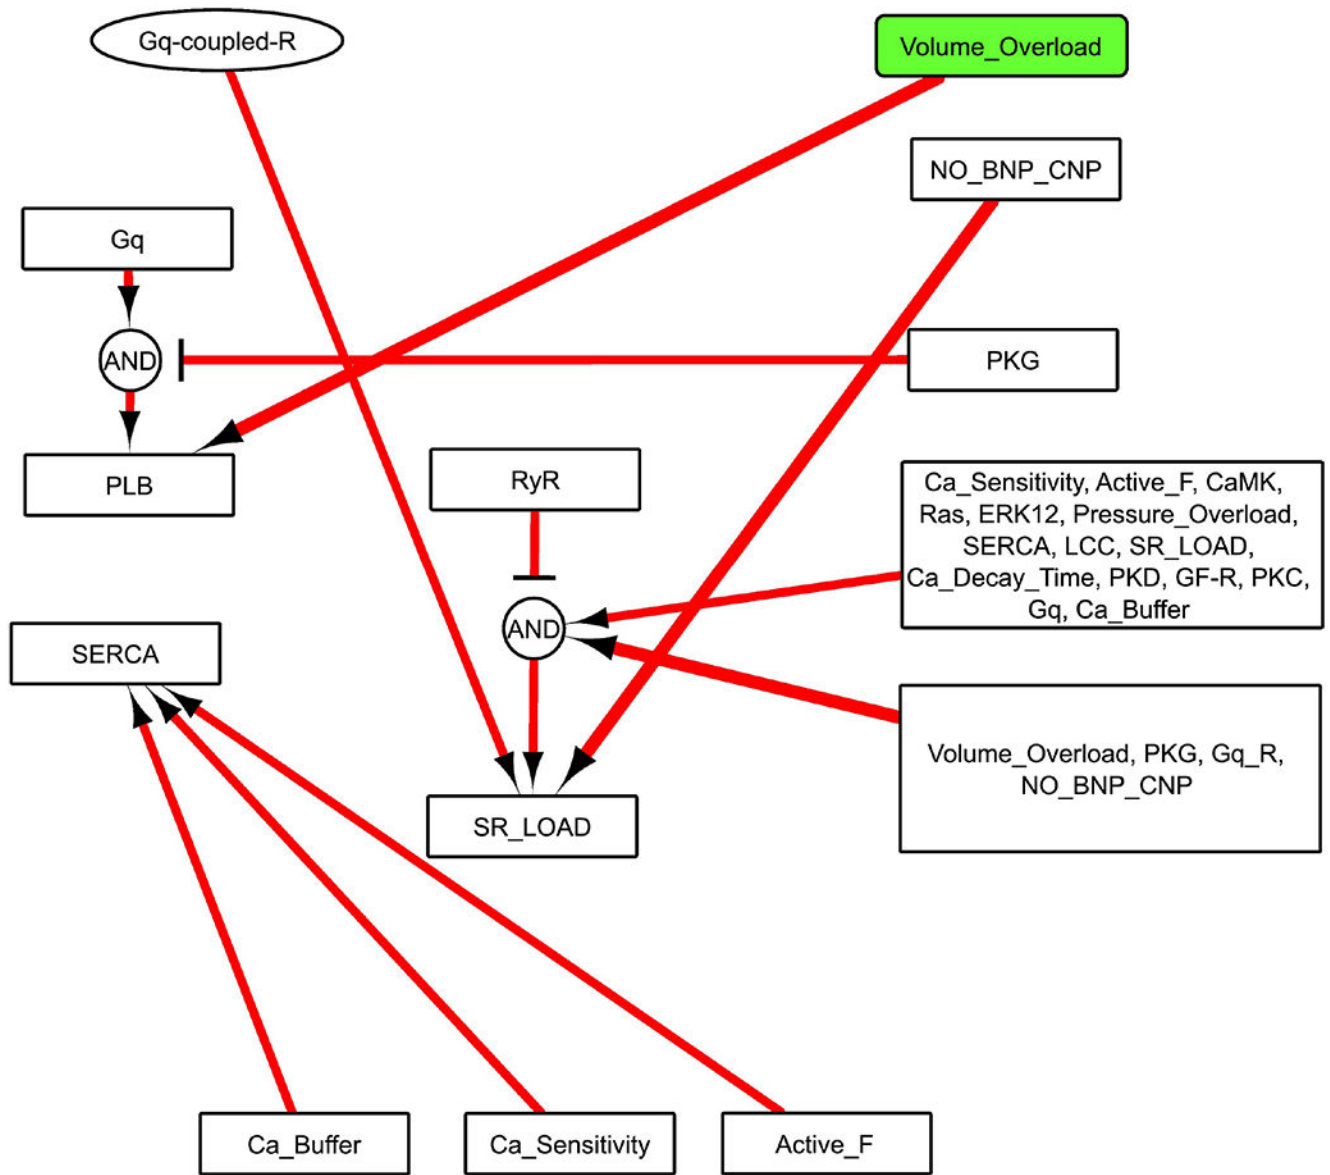 Gq-coupled-R
Volume_Overload
NO_BNP_CNP
Gq
AND
PKG
PLB
RyR
Ca_Sensitivity, Active_F, CaMK,
Ras, ERK12, Pressure_Overload,
SERCA, LCC, SR_LOAD,
Ca_Decay_Time, PKD, GF-R, PKC,
Gq, Ca_Buffer
AND
SERCA
Volume_Overload, PKG, Gq_R,
NO_BNP_CNP
SR_LOAD
Ca_Buffer
Ca_Sensitivity
Active_F